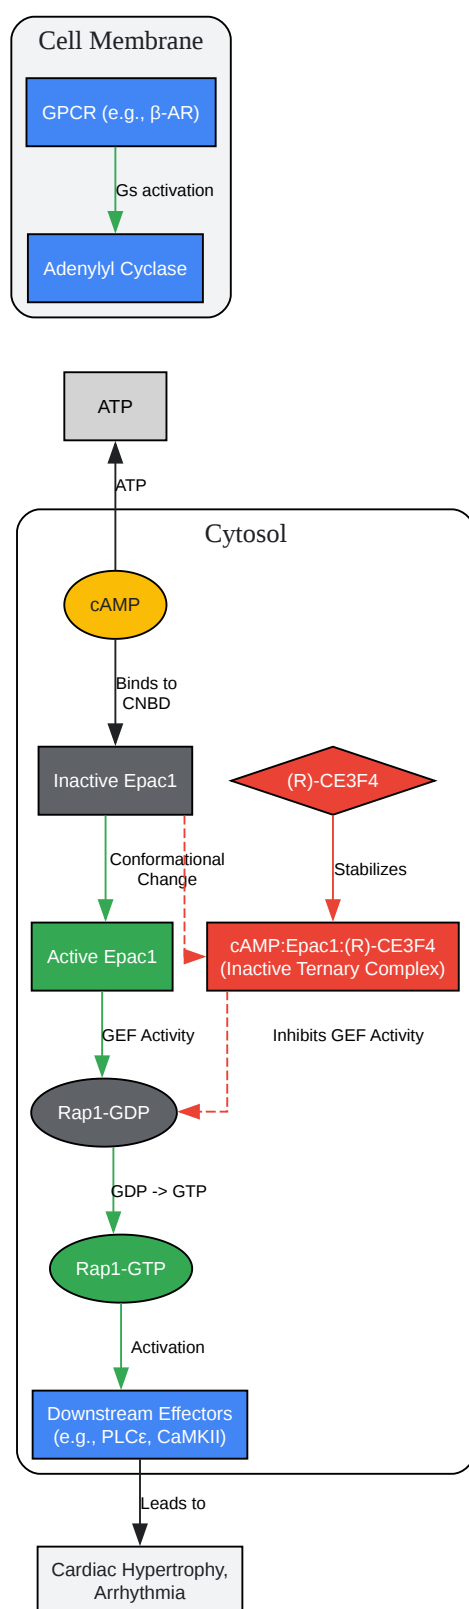 Cell Membrane
GPCR (e.g., β-AR)
Gs activation
Adenylyl Cyclase
ATP
ATP
Cytosol
cAMP
Binds to
CNBD
Inactive Epac1
(R)-CE3F4
Conformational
Change
Stabilizes
Active Epac1
cAMP:Epac1:(R)-CE3F4
(Inactive Ternary Complex)
GEF Activity
Inhibits GEF Activity
Rap1-GDP
GDP -> GTP
Rap1-GTP
Activation
Downstream Effectors
(e.g., PLCε, CaMKII)
Leads to
Cardiac Hypertrophy,
Arrhythmia